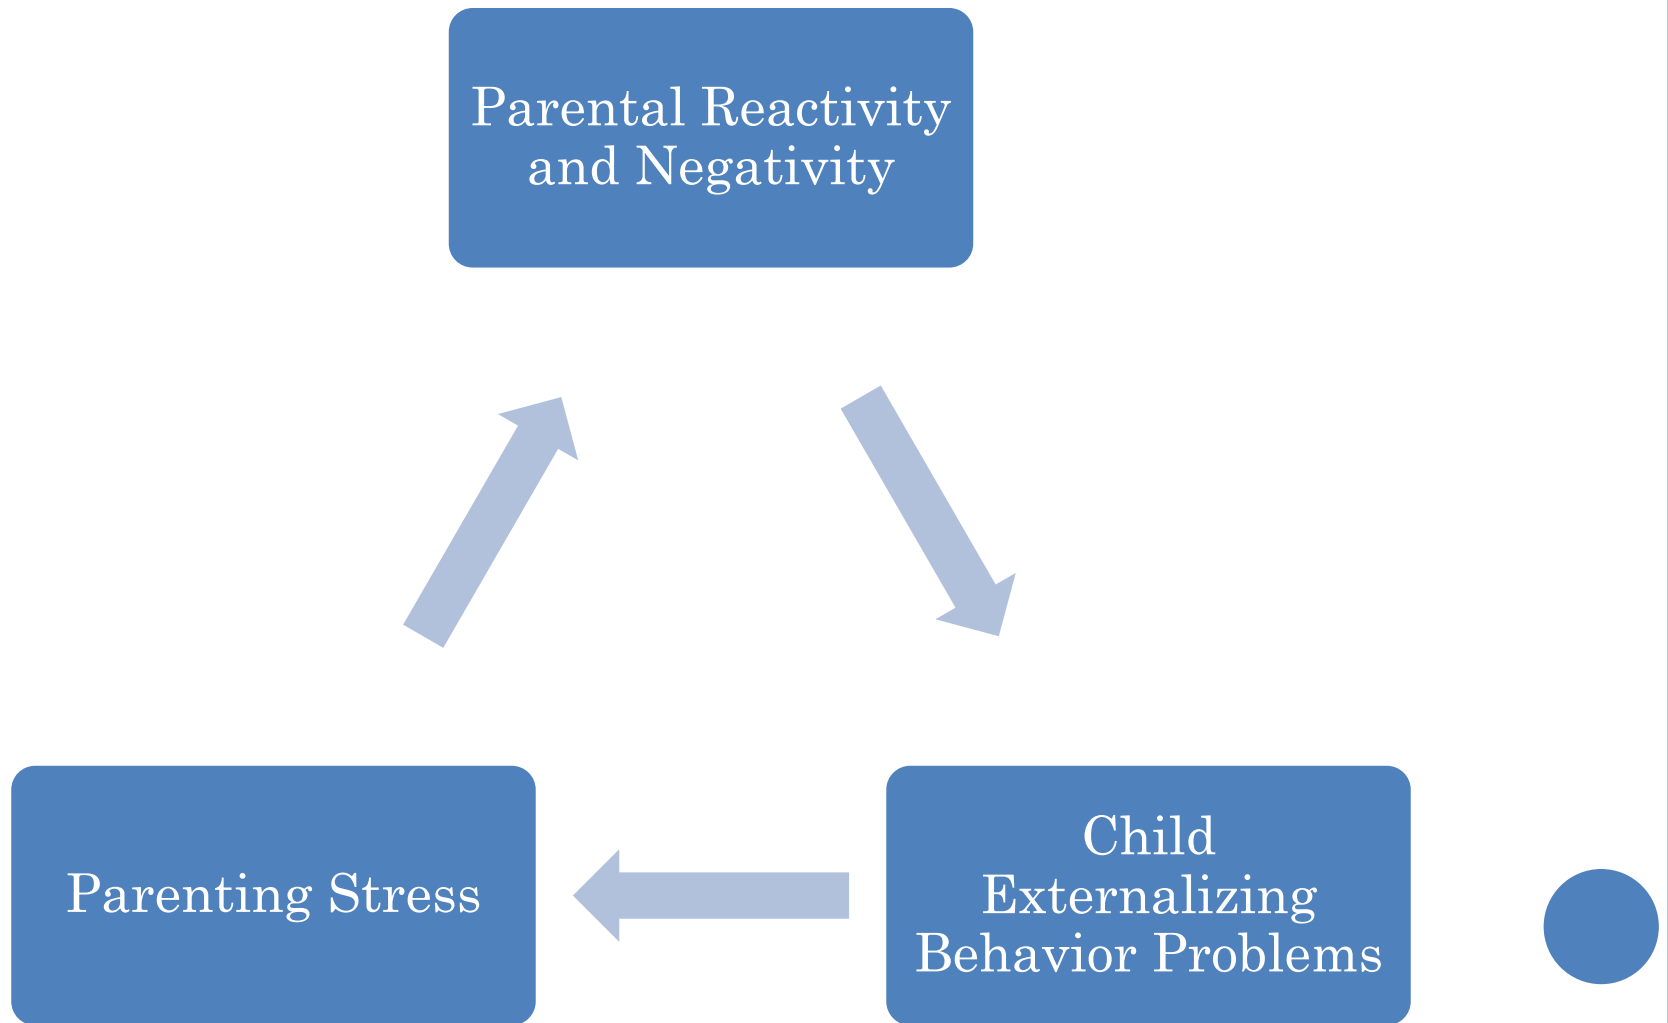 Parental Reactivity
and Negativity
Parenting Stress
Child
Externalizing
Behavior Problems